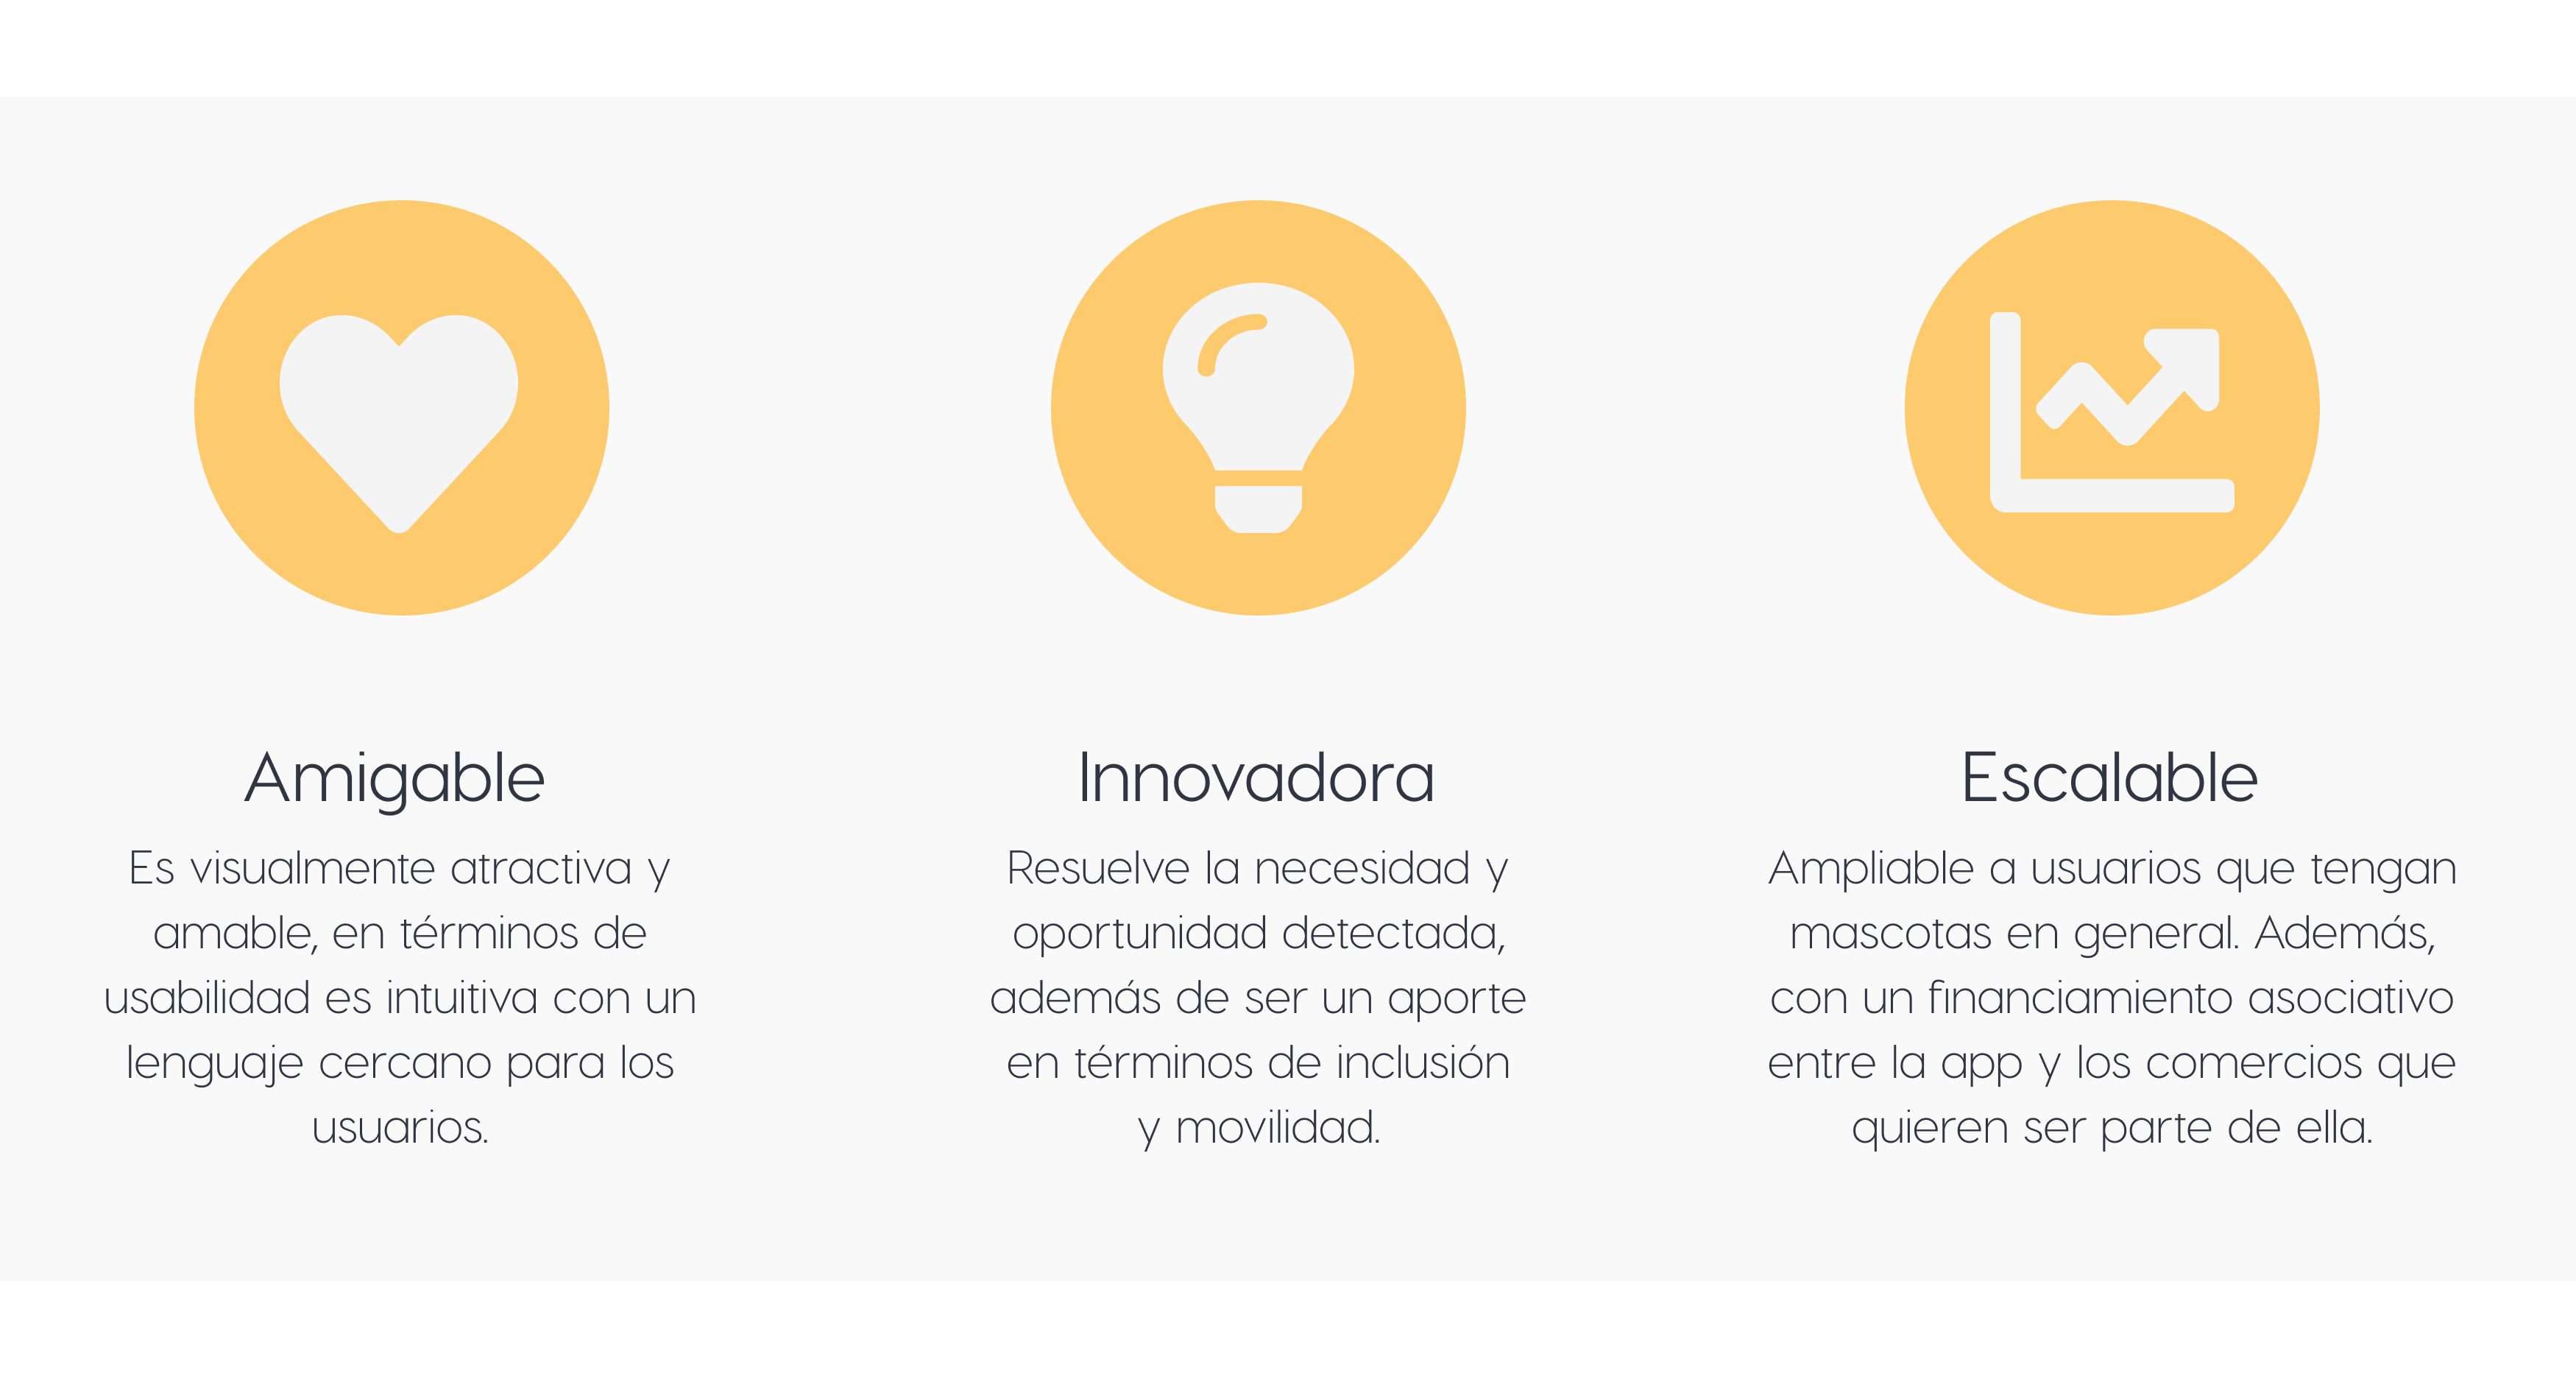 Amigable
Es visualmente atractiva y
amable, en términos de
usabilidad es intuitiva con un
lenguaje cercano para los
usuarios.
Innovadora
Resuelve la necesidad y
oportunidad detectada,
además de ser un aporte
en términos de inclusión
y movilidad.
Escalable
Ampliable a usuarios que tengan
mascotas en general. Además,
con un financiamiento asociativo
entre la app y los comercios que
quieren ser parte de ella.